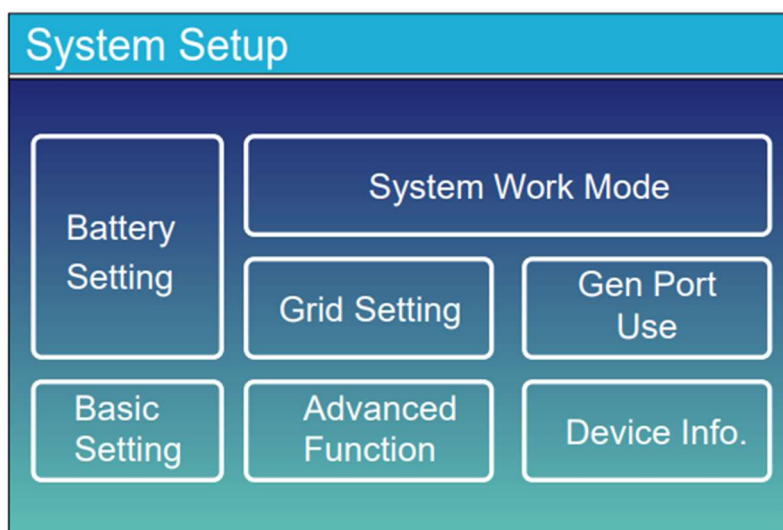 System Setup
Battery
Setting
System Work Mode
Grid Setting
Gen Port
Use
Basic
Setting
Advanced
Function
Device Info.